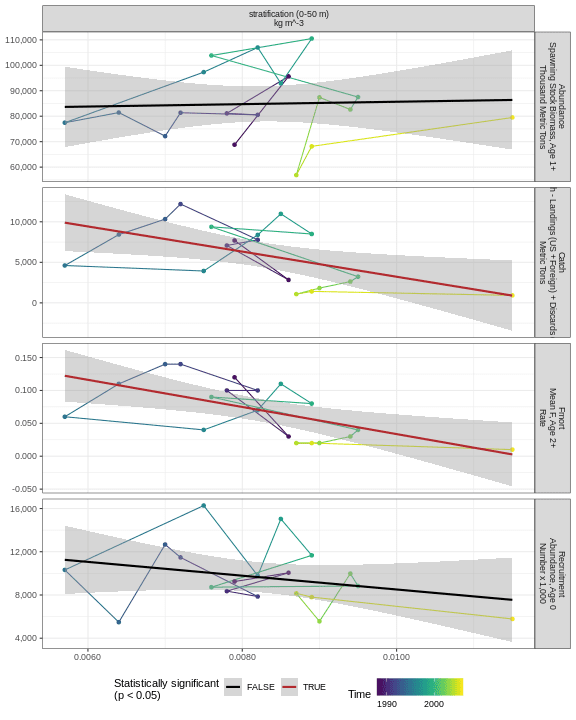 stratification (0-50 m)
kg m^-3
110,000
100,000
90,000
80,000
70,000
60,000
Abundance
Spawning Stock Biomass, Age 1+
Thousand Metric Tons
10,000
5,000
0
Catch
h - Landings (US +Foreign) + Discards
Metric Tons
0.150
0.100
0.050
0.000
-0.050
Fmort
Mean F, Age 2+
Rate
16,000
12,000
8,000
4,000
Recruitment
Abundance, Age 0
Number x 1,000
0.0060
0.0080
0.0100
Statistically significant
(p < 0.05)
FALSE
TRUE
Time
1990
2000